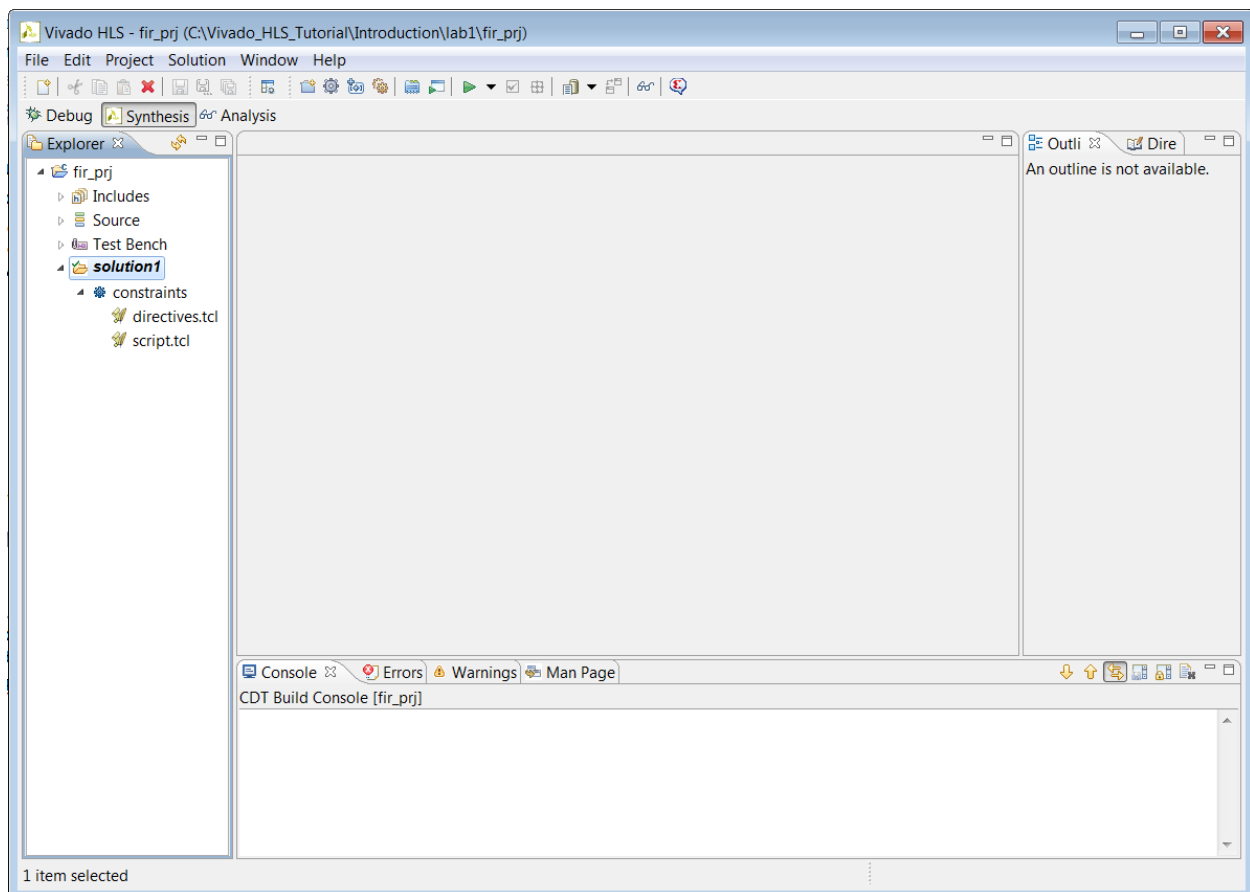 Vivado HLS - fir_prj (C:\Vivado_HLS_Tutorial\Introduction\lab1\fir_prj)
File Edit Project Solution Window Help
Debug Synthesis Analysis
Explorer
fir_prj
Includes
Source
Test Bench
solution1
constraints
directives.tcl
script.tcl
Outli Dire
An outline is not available.
Console Errors Warnings Man Page
CDT Build Console [fir_prj]
1 item selected